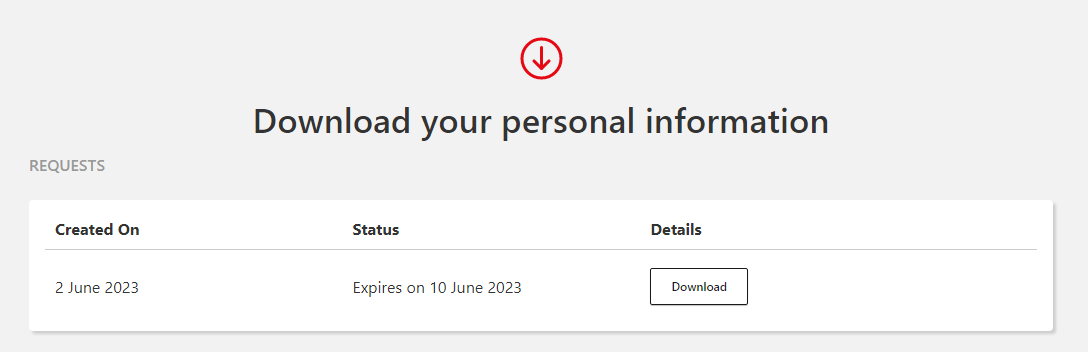 Download your personal information
REQUESTS
Created On Status Details
2 June 2023 Expires on 10 June 2023 Download